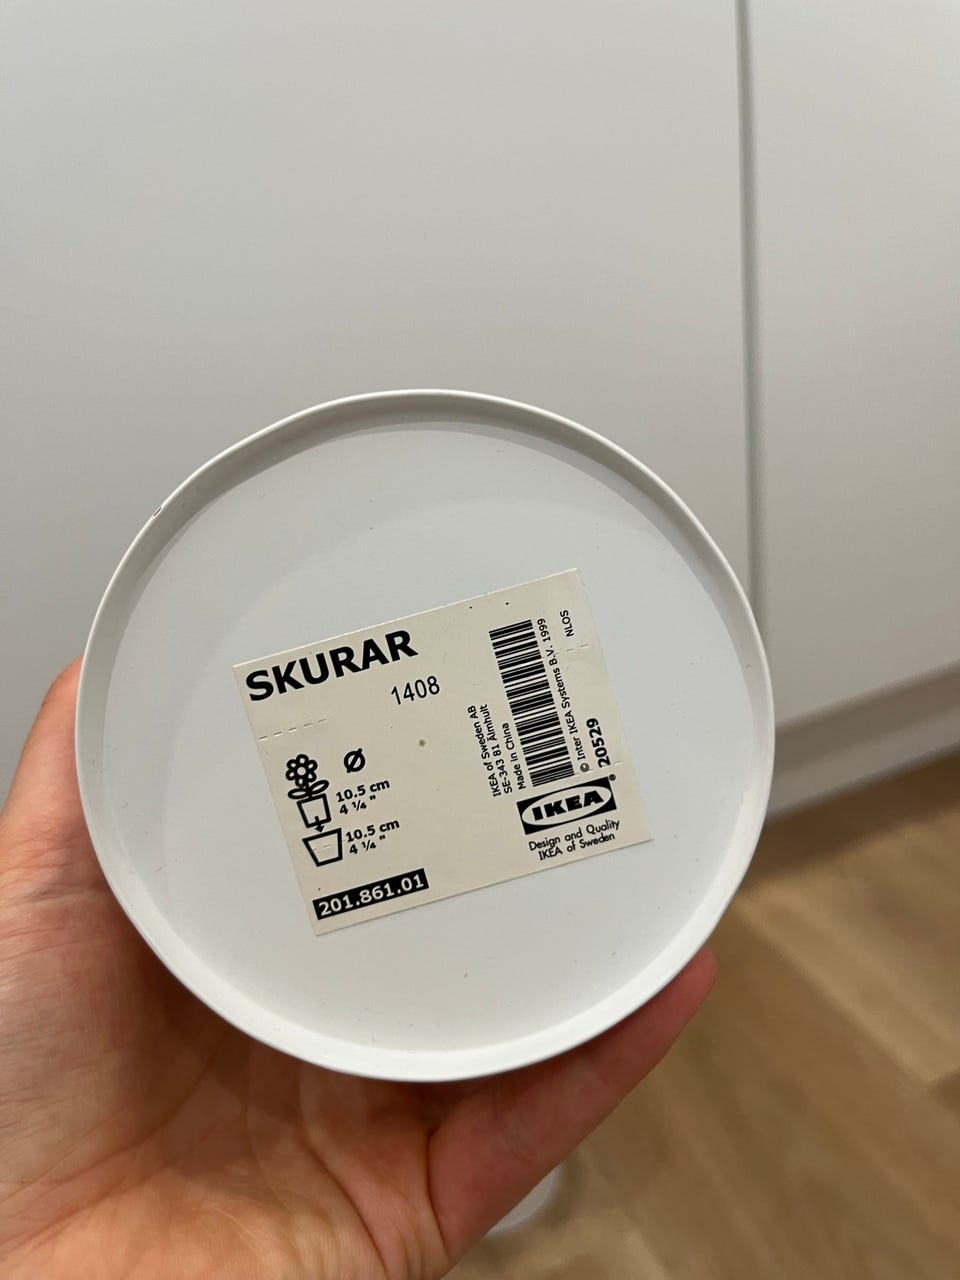 SKURAR
1408
Ø
10.5 cm
4 ¼ "
10.5 cm
4 ¼ "
201.861.01
IKEA of Sweden AB
SE-343 81 Älmhult
Made in China
© Inter IKEA Systems B.V. 1999
20529
NLOS
IKEA®
Design and Quality
IKEA of Sweden